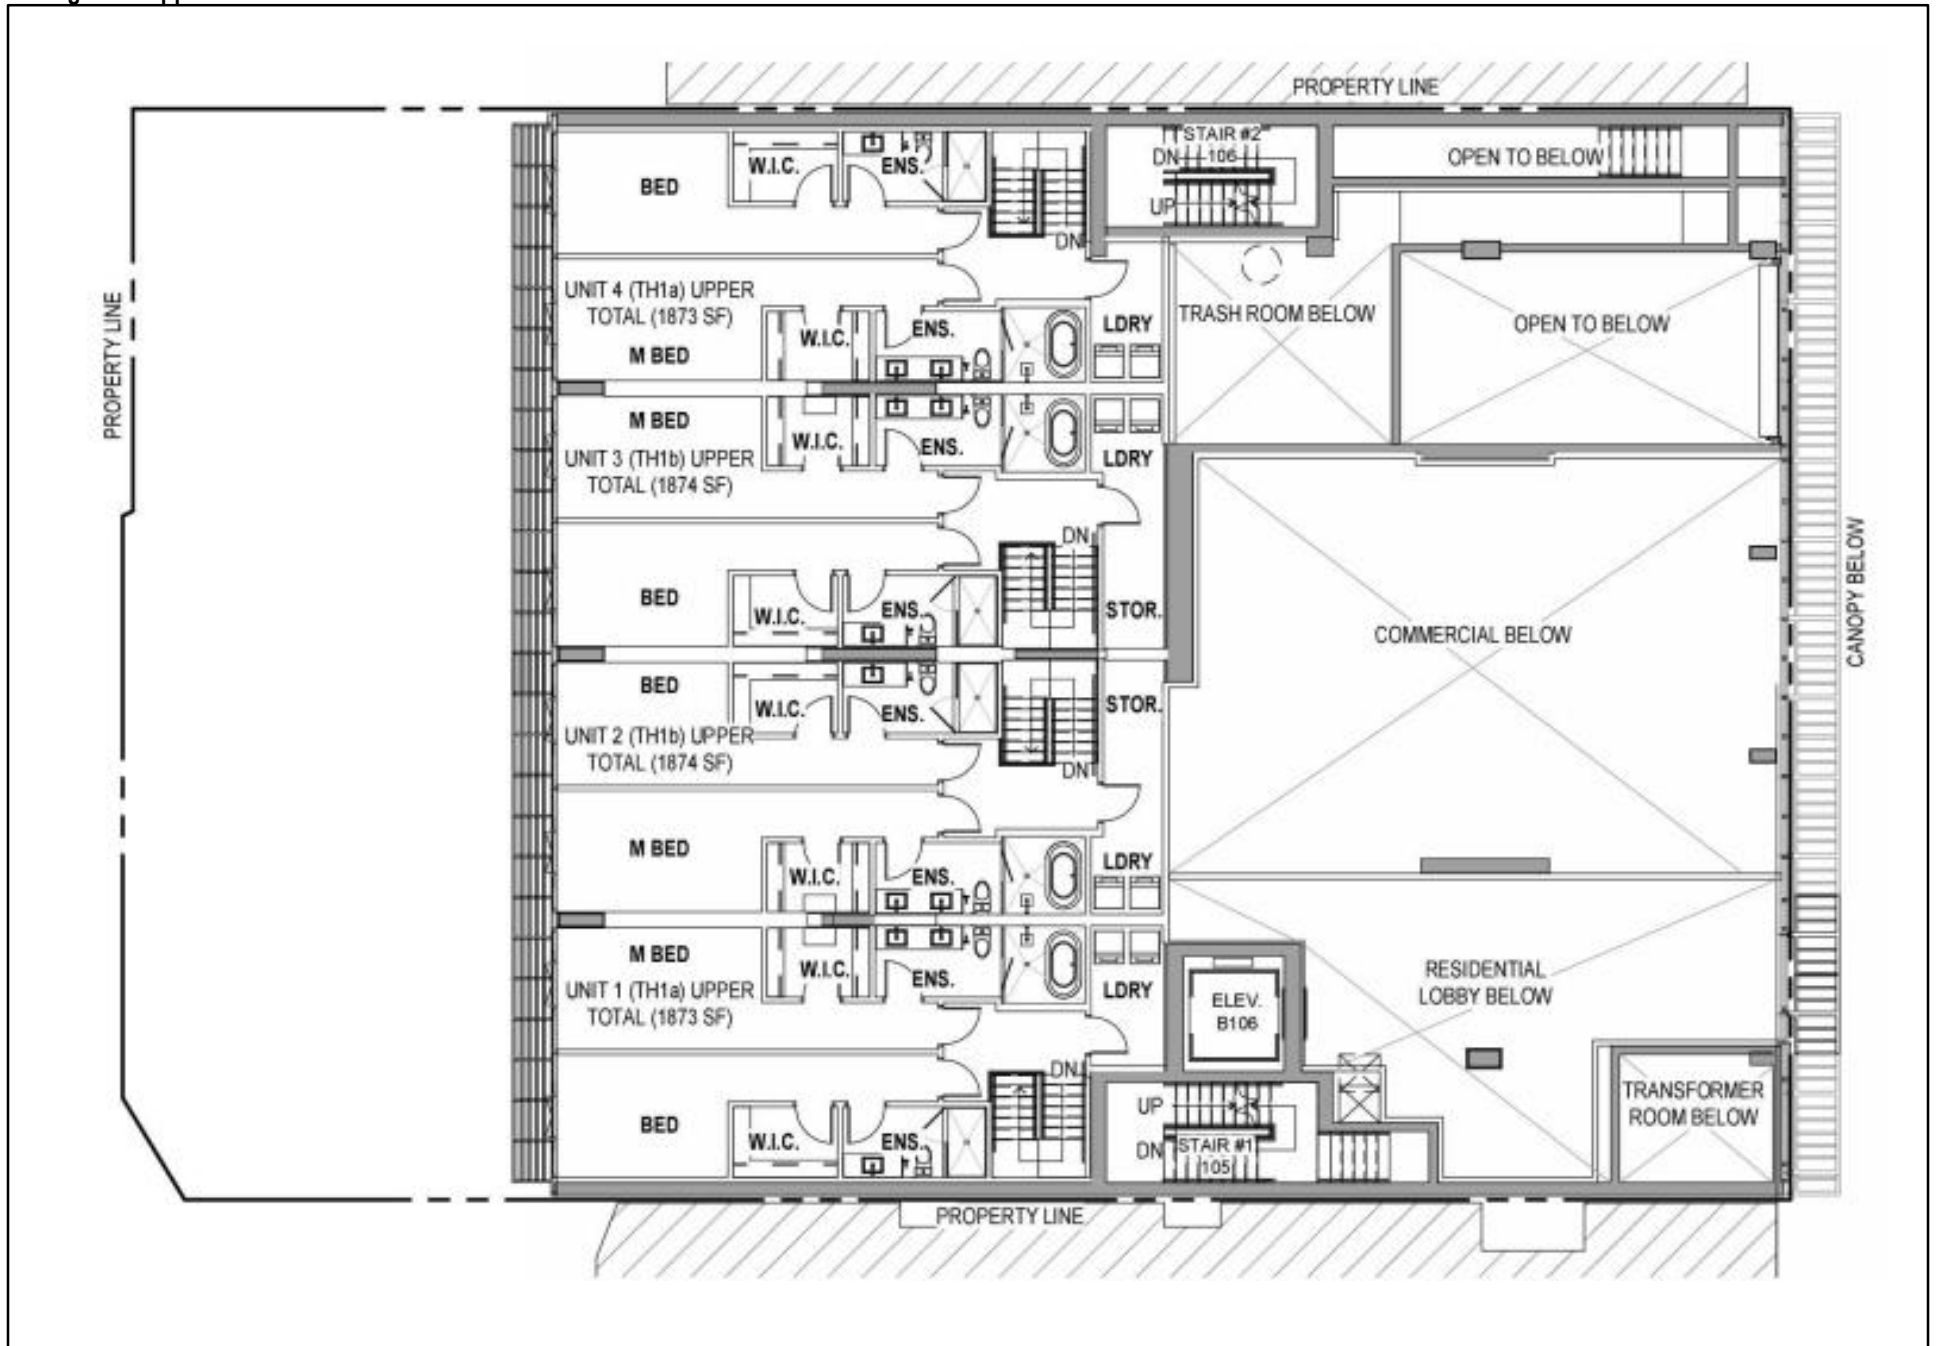 PROPERTY LINE
STAIR #2
106
DN
UP
OPEN TO BELOW
W.I.C.
ENS.
BED
DN
UNIT 4 (TH1a) UPPER
TOTAL (1873 SF)
M BED
W.I.C.
ENS.
LDRY
TRASH ROOM BELOW
OPEN TO BELOW
PROPERTY LINE
M BED
UNIT 3 (TH1b) UPPER
TOTAL (1874 SF)
W.I.C.
ENS.
LDRY
DN
BED
W.I.C.
ENS.
STOR.
COMMERCIAL BELOW
CANOPY BELOW
BED
W.I.C.
ENS.
STOR.
UNIT 2 (TH1b) UPPER
TOTAL (1874 SF)
DN
M BED
W.I.C.
ENS.
LDRY
M BED
UNIT 1 (TH1a) UPPER
TOTAL (1873 SF)
W.I.C.
ENS.
LDRY
ELEV.
B106
RESIDENTIAL
LOBBY BELOW
DN
BED
W.I.C.
ENS.
UP
DN
STAIR #1
105
TRANSFORMER
ROOM BELOW
PROPERTY LINE